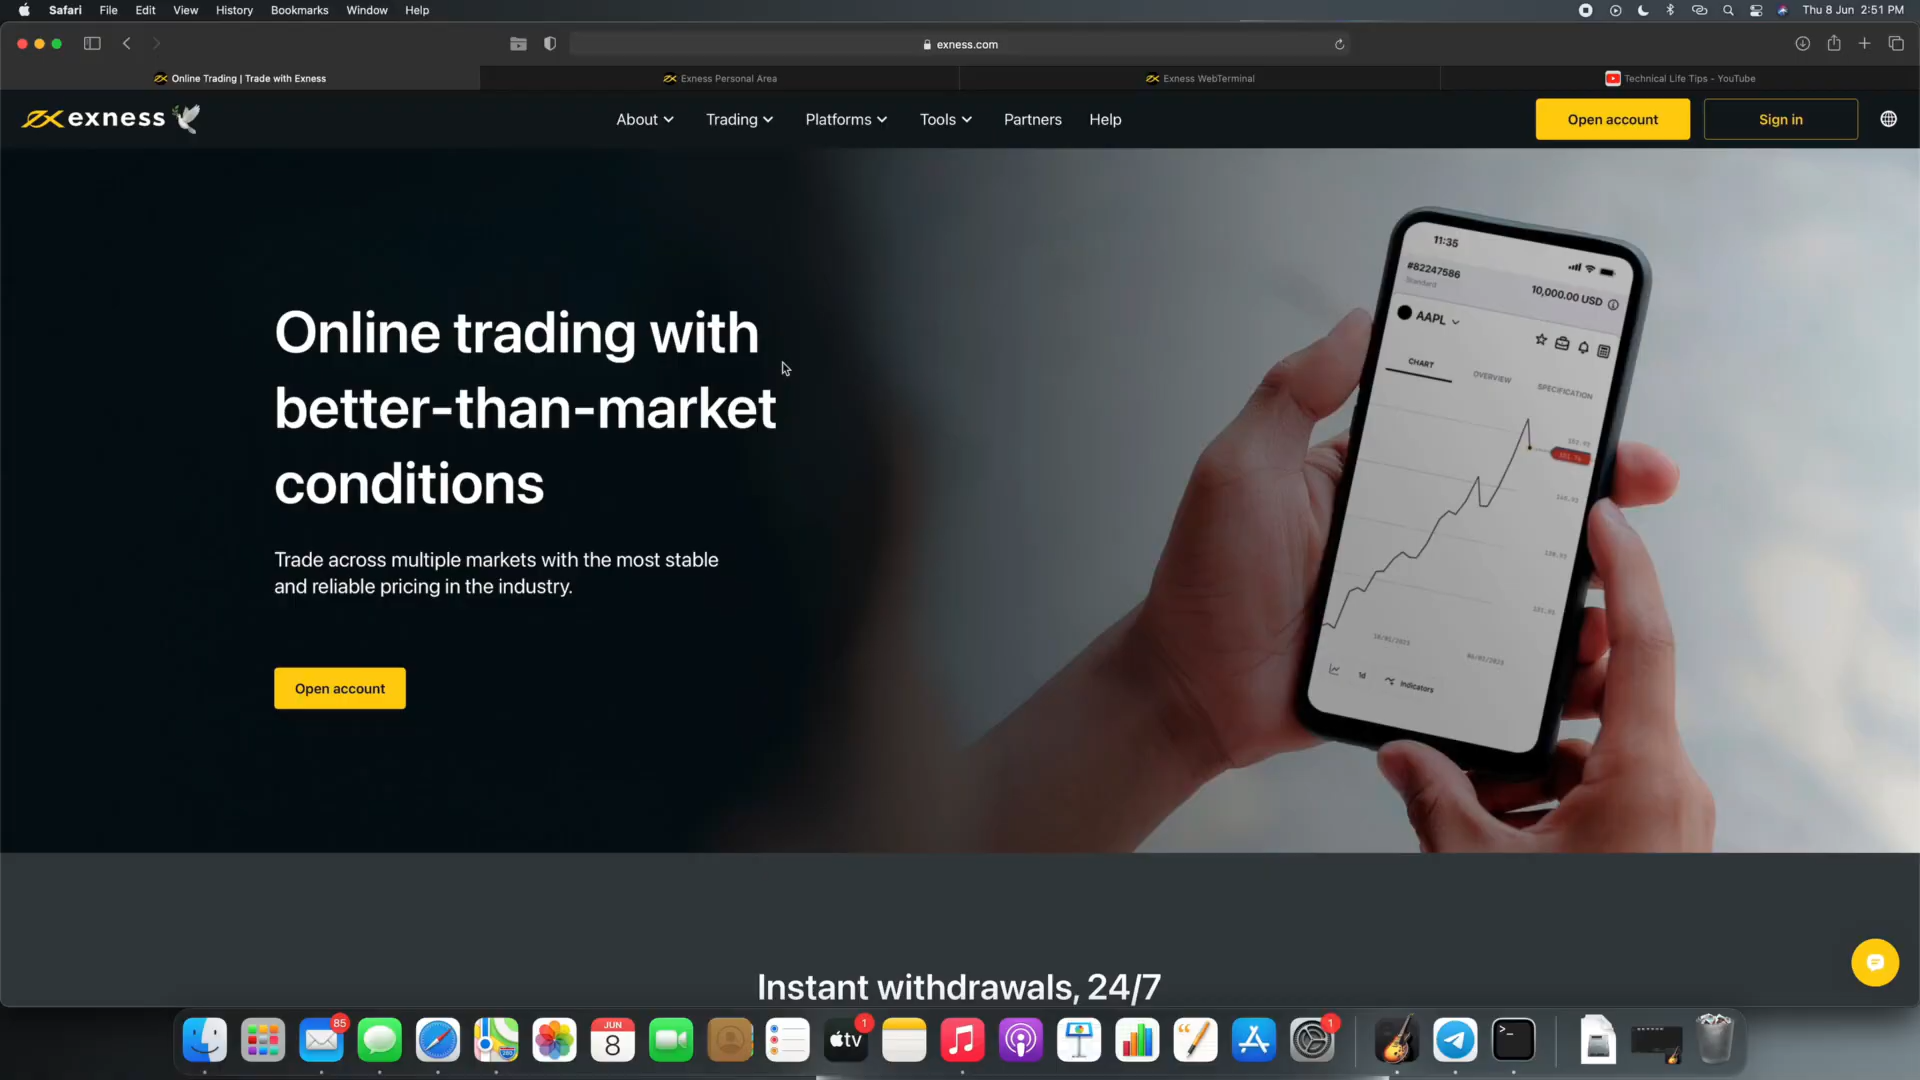 Safari File Edit View History Bookmarks Window Help
Thu 8 Jun 2:51 PM
exness.com
Online Trading | Trade with Exness
Exness Personal Area
Exness WebTerminal
Technical Life Tips - YouTube
exness
About
Trading
Platforms
Tools
Partners
Help
Open account
Sign in
11:35
#82247586
Standard
10,000.00 USD
AAPL
CHART
OVERVIEW
SPECIFICATION
1d
Indicators
Online trading with
better-than-market
conditions
Trade across multiple markets with the most stable
and reliable pricing in the industry.
Open account
Instant withdrawals, 24/7
85
JUN
8
tv
1
1